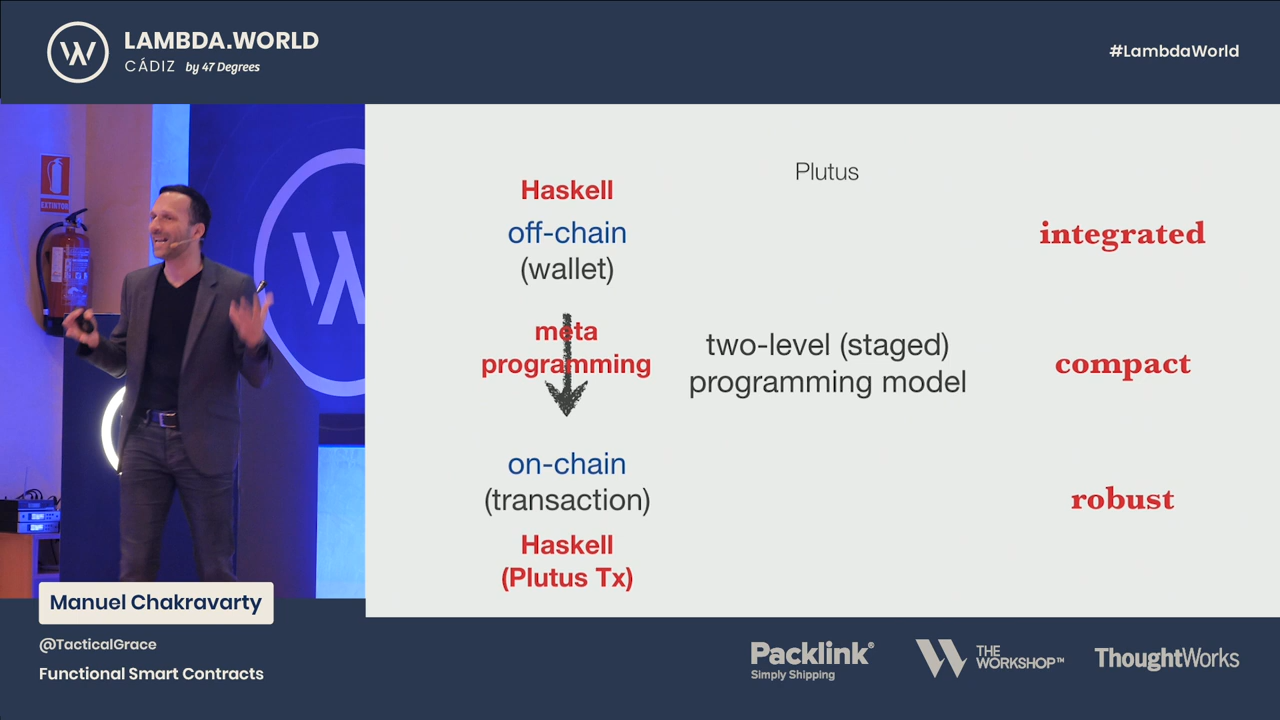 LAMBDA.WORLD
CÁDIZ by 47 Degrees
#LambdaWorld
EXTINTOR
Plutus
Haskell
off-chain
(wallet)
meta
programming
on-chain
(transaction)
Haskell
(Plutus Tx)
two-level (staged)
programming model
integrated
compact
robust
Manuel Chakravarty
@TacticalGrace
Functional Smart Contracts
Packlink®
Simply Shipping
THE
WORKSHOP™
ThoughtWorks